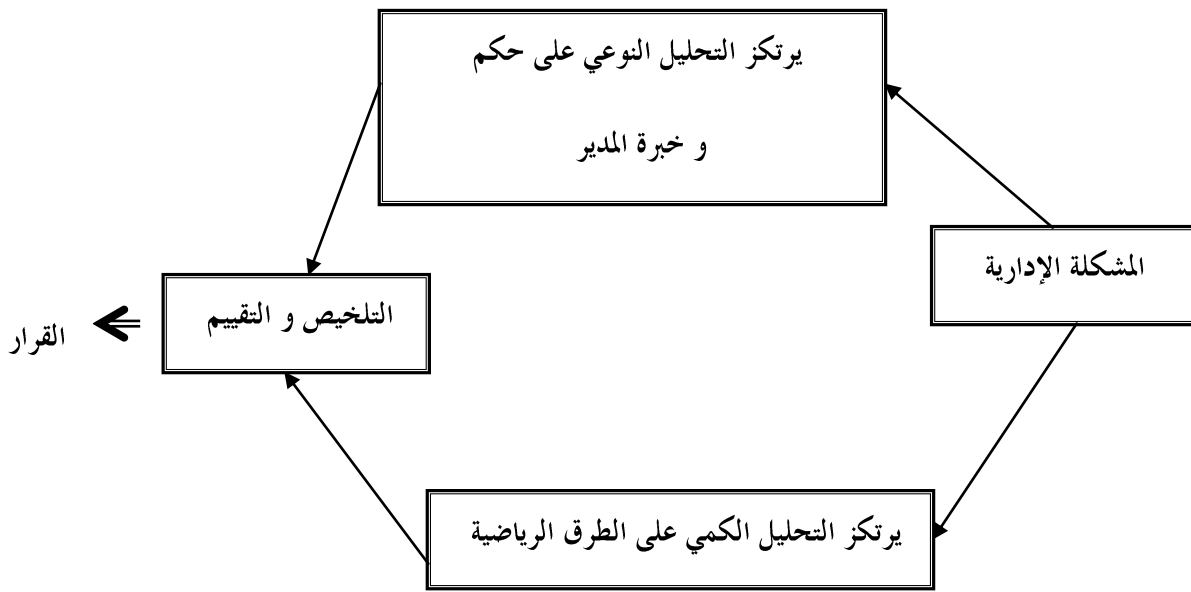 يرتكز التحليل النوعي على حكم
و خبرة المدير
المشكلة الإدارية
التلخيص و التقييم
القرار
يرتكز التحليل الكمي على الطرق الرياضية